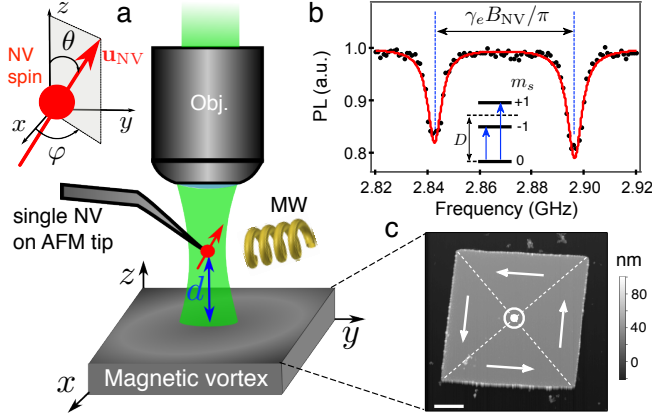 a
z
NV
spin
θ
u_NV
x
y
φ
Obj.
single NV
on AFM tip
MW
d
z
y
x
Magnetic vortex
b
γ_e B_NV/π
PL (a.u.)
1.0
0.9
0.8
m_s
+1
-1
0
D
2.82
2.84
2.86
2.88
2.90
2.92
Frequency (GHz)
c
nm
80
40
0